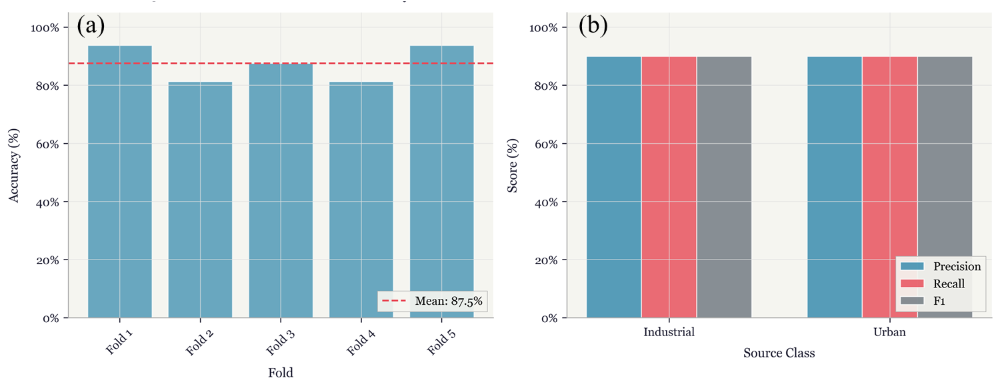 (a)
100%
80%
60%
40%
20%
0%
Accuracy (%)
Fold 1
Fold 2
Fold 3
Fold 4
Fold 5
Fold
Mean: 87.5%
(b)
100%
80%
60%
40%
20%
0%
Score (%)
Industrial
Urban
Source Class
Precision
Recall
F1